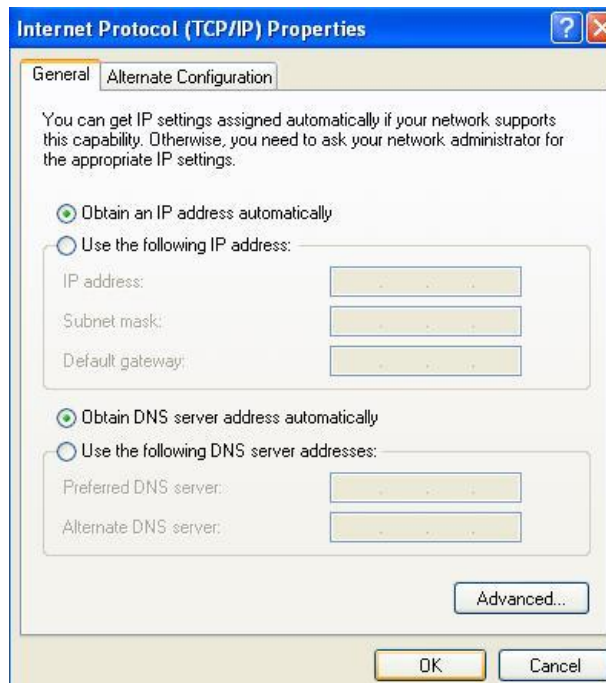 Internet Protocol (TCP/IP) Properties
General Alternate Configuration
You can get IP settings assigned automatically if your network supports
this capability. Otherwise, you need to ask your network administrator for
the appropriate IP settings.
Obtain an IP address automatically
Use the following IP address:
IP address:
Subnet mask:
Default gateway:
Obtain DNS server address automatically
Use the following DNS server addresses:
Preferred DNS server:
Alternate DNS server:
Advanced...
OK Cancel